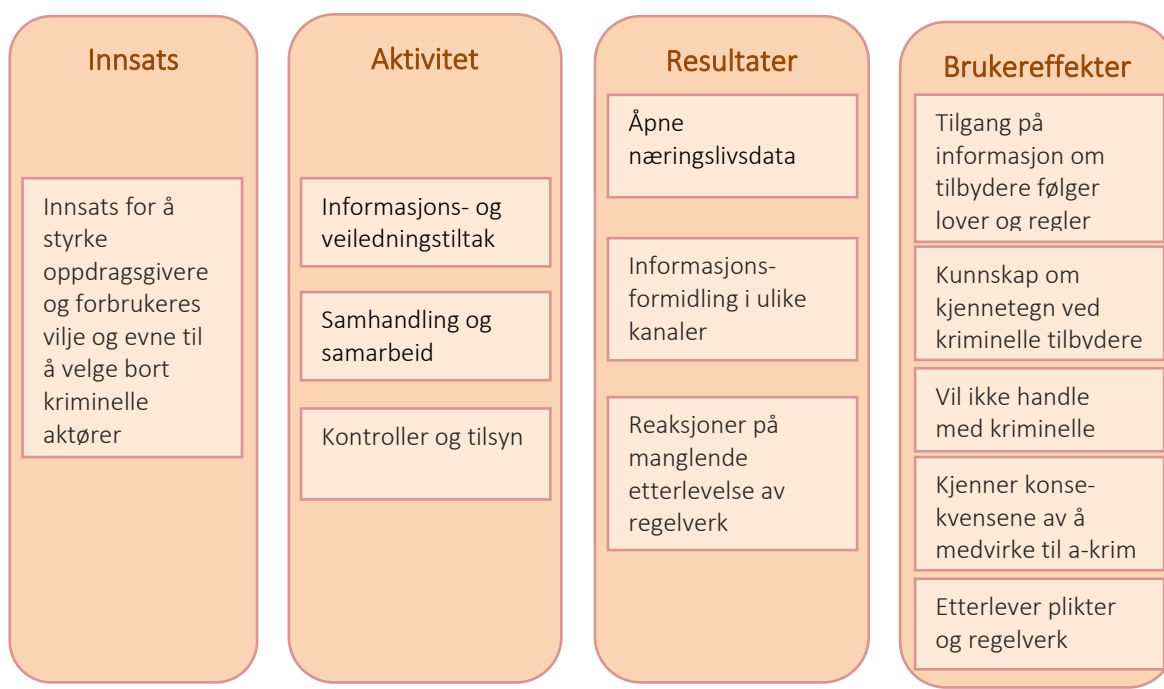 Innsats
Innsats for å
styrke
oppdragsgivere
og forbrukeres
vilje og evne til
å velge bort
kriminelle
aktører
Aktivitet
Informasjons- og
veiledningstiltak
Samhandling og
samarbeid
Kontroller og tilsyn
Resultater
Åpne
næringslivsdata
Informasjons-
formidling i ulike
kanaler
Reaksjoner på
manglende
etterlevelse av
regelverk
Brukereffekter
Tilgang på
informasjon om
tilbydere følger
lover og regler
Kunnskap om
kjennetegn ved
kriminelle tilbydere
Vil ikke handle
med kriminelle
Kjenner konse-
kvensene av å
medvirke til a-krim
Etterlever plikter
og regelverk